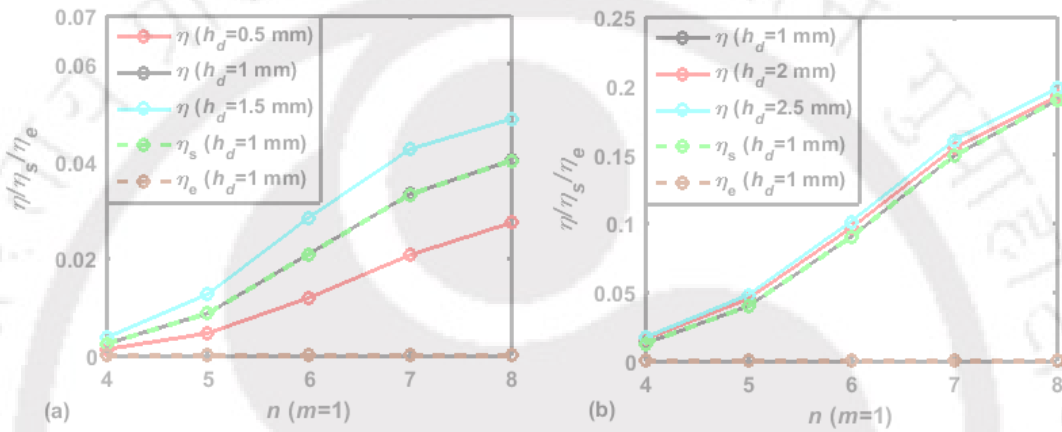 0.07
0.06
0.04
0.02
0
η/ηs/ηe
η (hd=0.5 mm)
η (hd=1 mm)
η (hd=1.5 mm)
ηs (hd=1 mm)
ηe (hd=1 mm)
4 5 6 7 8
(a) n (m=1)
0.25
0.2
0.15
0.1
0.05
0
η/ηs/ηe
η (hd=1 mm)
η (hd=2 mm)
η (hd=2.5 mm)
ηs (hd=1 mm)
ηe (hd=1 mm)
4 5 6 7 8
(b) n (m=1)